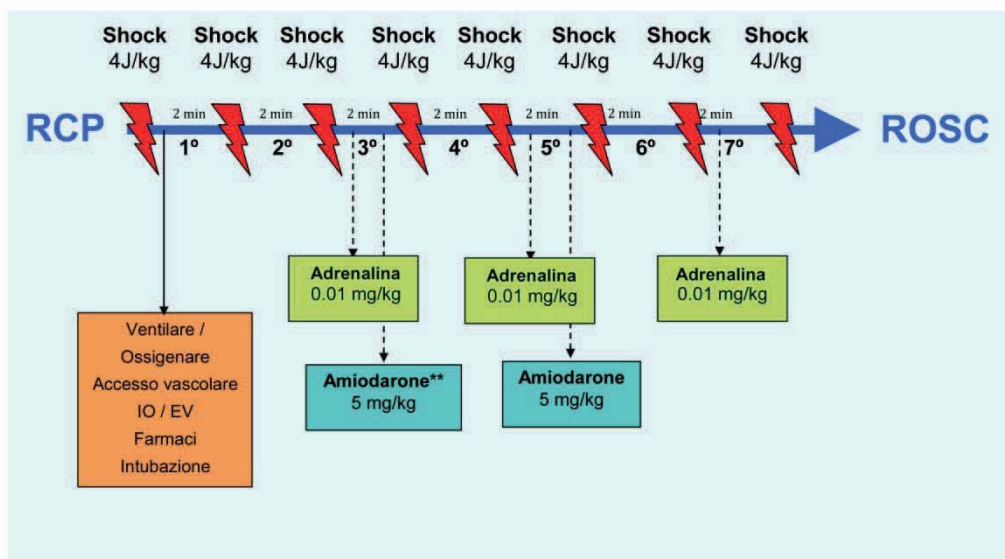 Shock Shock Shock Shock Shock Shock Shock Shock
4J/kg 4J/kg 4J/kg 4J/kg 4J/kg 4J/kg 4J/kg 4J/kg
2 min 2 min 2 min 2 min 2 min 2 min 2 min
RCP ROSC
1º 2º 3º 4º 5º 6º 7º
Adrenalina Adrenalina Adrenalina
0.01 mg/kg 0.01 mg/kg 0.01 mg/kg
Ventilare /
Ossigenare
Accesso vascolare
IO / EV
Farmaci
Intubazione
Amiodarone** Amiodarone
5 mg/kg 5 mg/kg